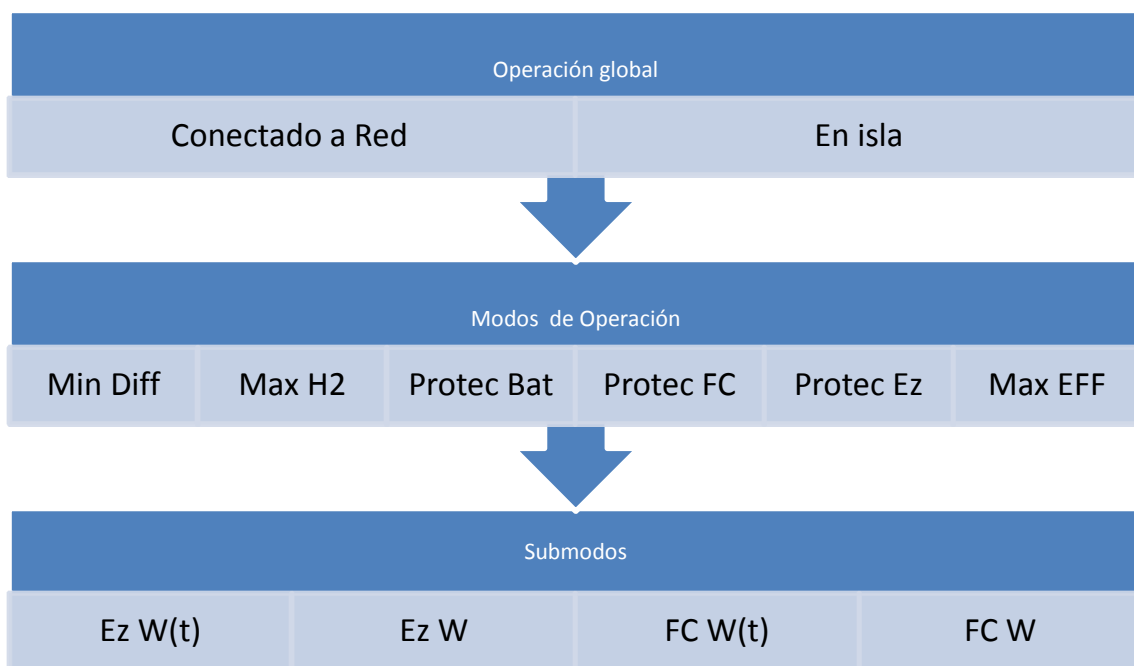 Operación global
Conectado a Red En isla
Modos de Operación
Min Diff Max H2 Protec Bat Protec FC Protec Ez Max EFF
Submodos
Ez W(t) Ez W FC W(t) FC W